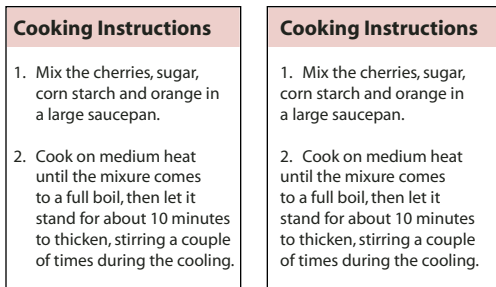 Cooking Instructions
1. Mix the cherries, sugar,
corn starch and orange in
a large saucepan.
2. Cook on medium heat
until the mixure comes
to a full boil, then let it
stand for about 10 minutes
to thicken, stirring a couple
of times during the cooling.
Cooking Instructions
1. Mix the cherries, sugar,
corn starch and orange in
a large saucepan.
2. Cook on medium heat
until the mixure comes
to a full boil, then let it
stand for about 10 minutes
to thicken, stirring a couple
of times during the cooling.